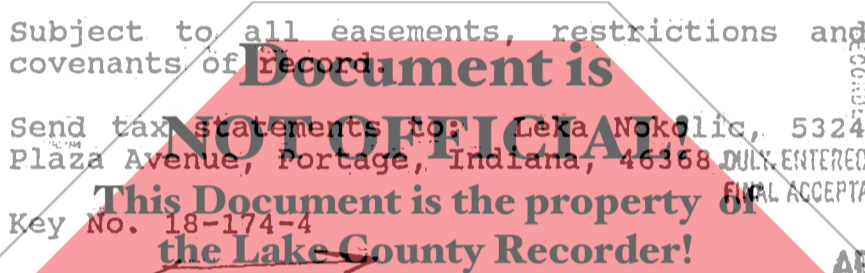 Subject to all easements, restrictions and
covenants of record.
Document is
Send tax statements to: Leka Nokolic, 5324
NOT OFFICIAL!
Plaza Avenue, Portage, Indiana, 46368.
DULY ENTERED
This Document is the property of
FINAL ACCEPTA
Key No. 18-174-4
the Lake County Recorder!